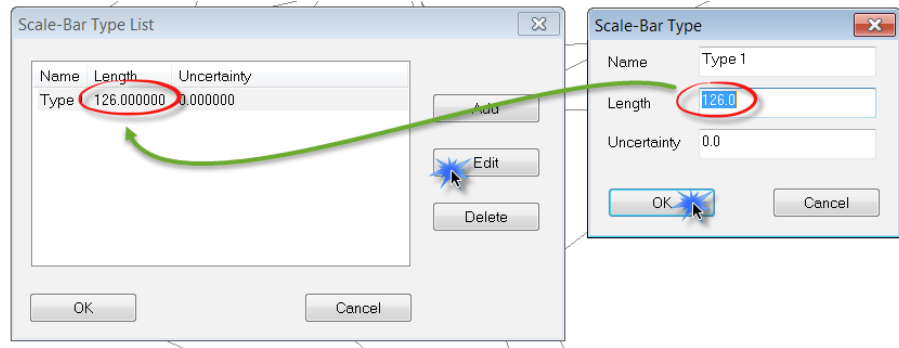 Scale-Bar Type List
Name Length Uncertainty
Type 126.000000 0.000000
Add
Edit
Delete
OK Cancel
Scale-Bar Type
Name Type 1
Length 126.0
Uncertainty 0.0
OK Cancel